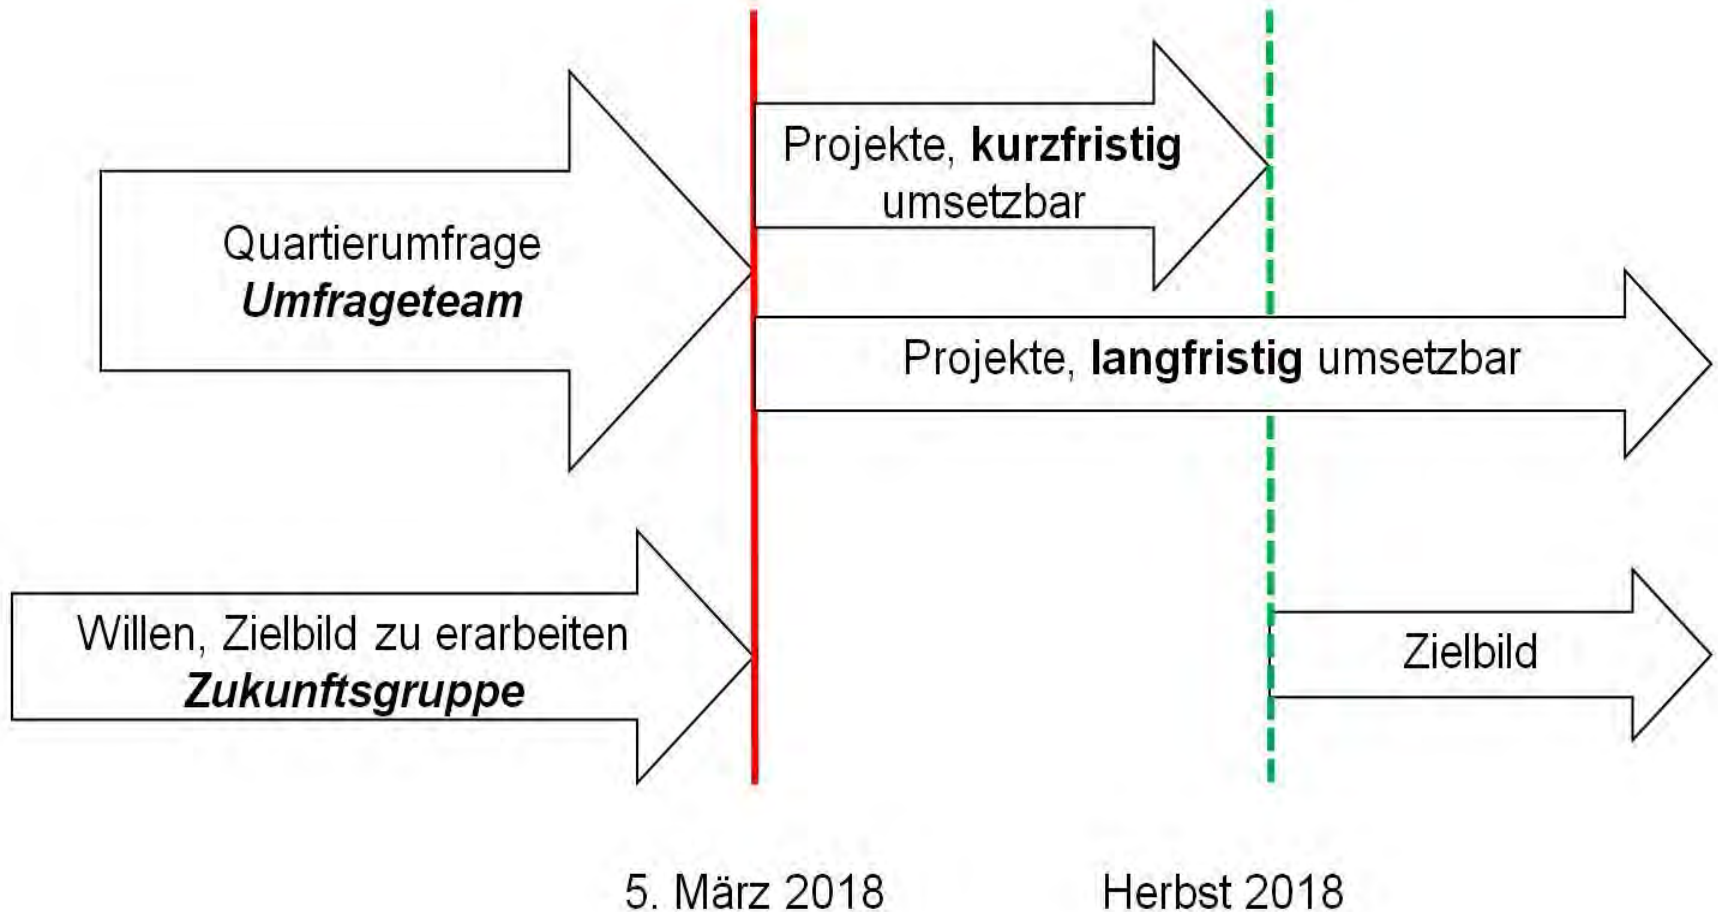 Projekte, kurzfristig
umsetzbar
Quartierumfrage
Umfrageteam
Projekte, langfristig umsetzbar
Willen, Zielbild zu erarbeiten
Zukunftsgruppe
Zielbild
5. März 2018
Herbst 2018